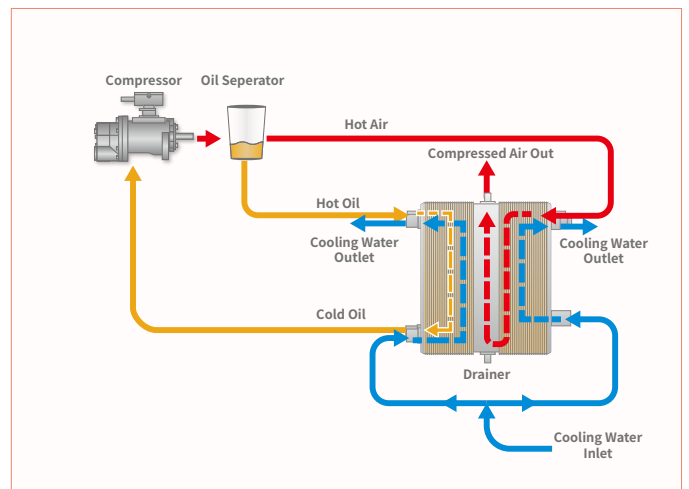 Compressor
Oil Seperator
Hot Air
Compressed Air Out
Hot Oil
Cooling Water
Outlet
Cooling Water
Outlet
Cold Oil
Drainer
Cooling Water
Inlet